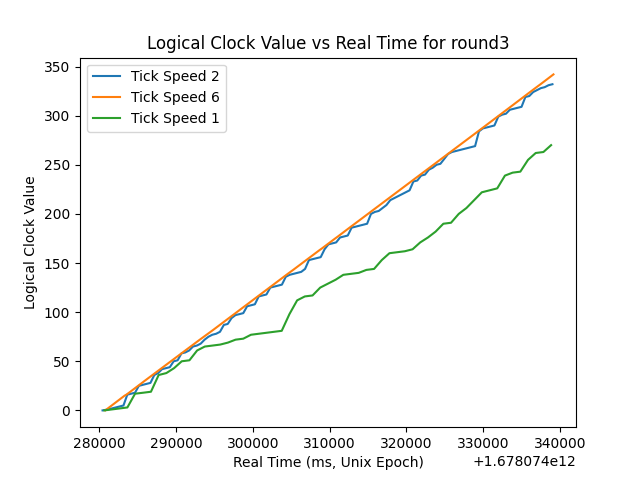 Logical Clock Value vs Real Time for round3
Tick Speed 2
Tick Speed 6
Tick Speed 1
Logical Clock Value
350
300
250
200
150
100
50
0
280000 290000 300000 310000 320000 330000 340000
Real Time (ms, Unix Epoch)
+1.678074e12